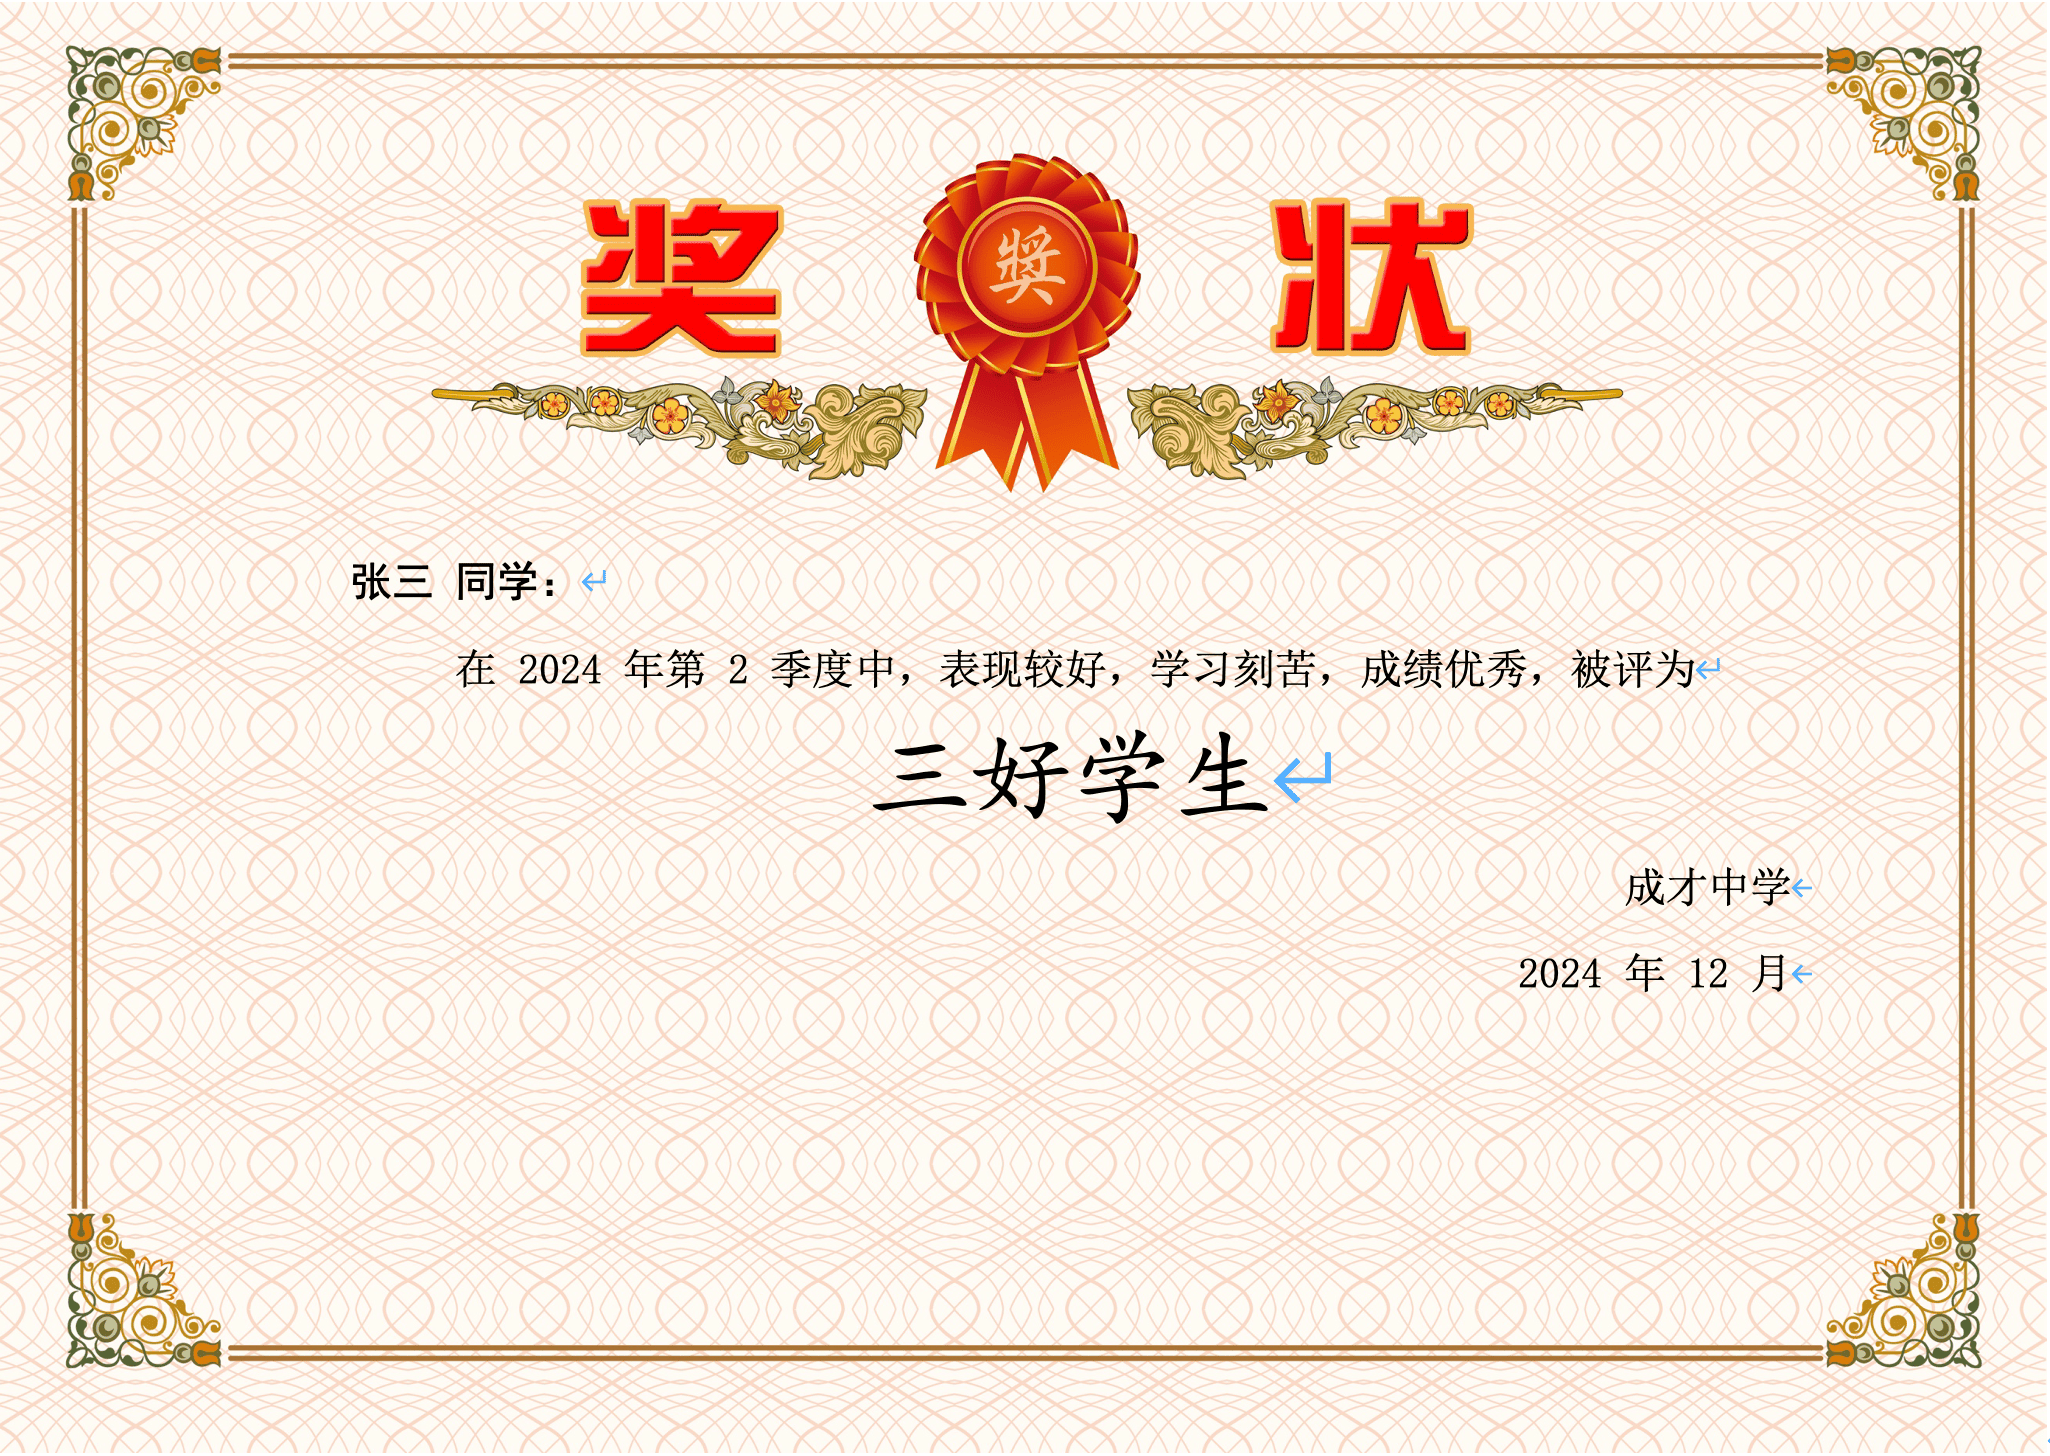 奖 獎 状
张三 同学：
在 2024 年第 2 季度中，表现较好，学习刻苦，成绩优秀，被评为
三好学生
成才中学
2024 年 12 月